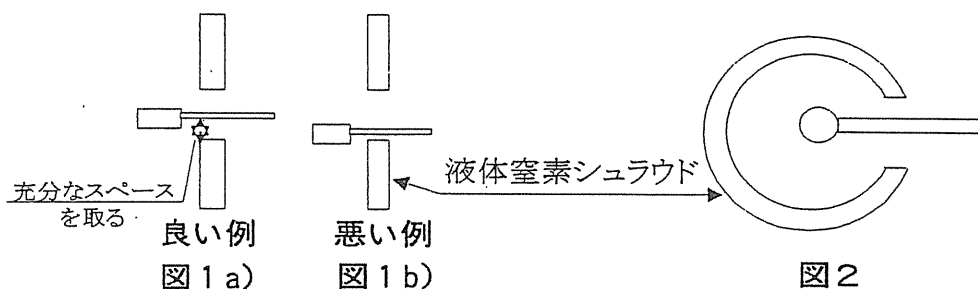 充分なスペース
を取る
良い例
図1a)
悪い例
図1b)
液体窒素シュラウド
図2